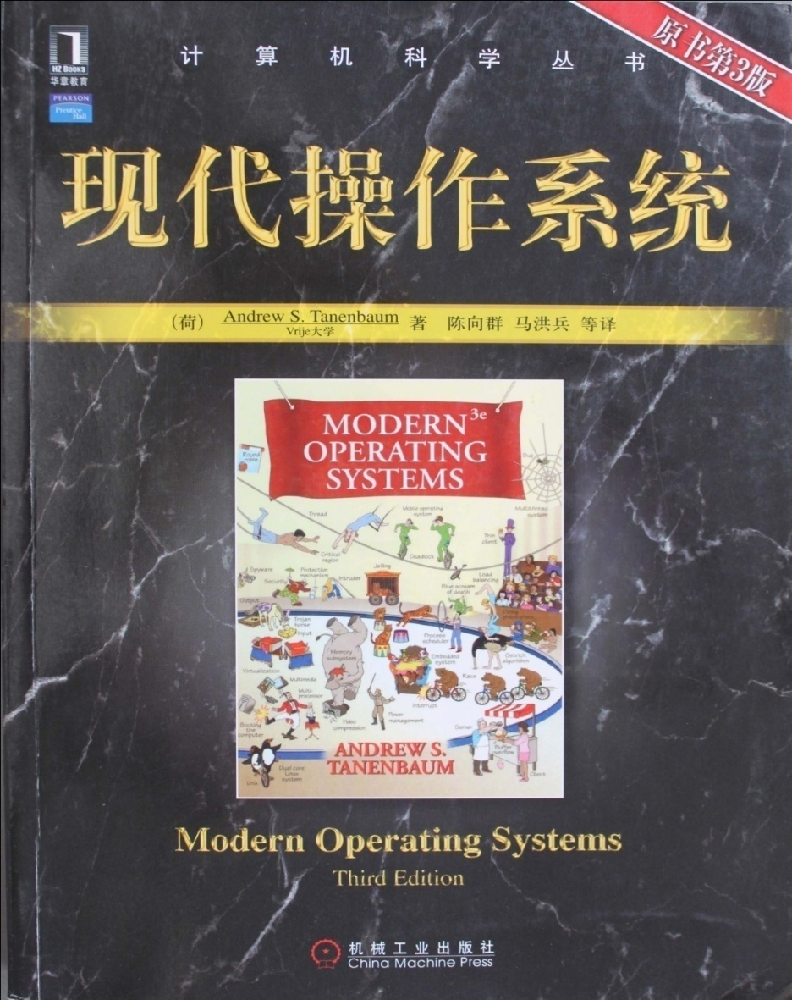 HZ BOOKS
华章教育
PEARSON
Prentice
Hall
计算机科学丛书
原书第3版
现代操作系统
（荷） Andrew S. Tanenbaum 著 陈向群 马洪兵 等译
Vrije大学
MODERN 3e
OPERATING
SYSTEMS
Round
robin
Bug
Thread
Mobile operating
system
Multithread
system
Thin
client
Critical
region
Deadlock
Spyware
Protection
mechanism
Security
Intruder
Jailing
Load
balancing
Blue scream
of death
Output
Trojan
horse
Input
Process
scheduler
Memory
subsystem
Embedded
system
Ostrich
algorithm
Virtualization
Multimedia
Multi-
processor
Race
Interrupt
Video
compression
Power
management
Booting
the
computer
Server
Buffer
overflow
Client
Dual core
Linux
system
Unix
ANDREW S.
TANENBAUM
Modern Operating Systems
Third Edition
机械工业出版社
China Machine Press